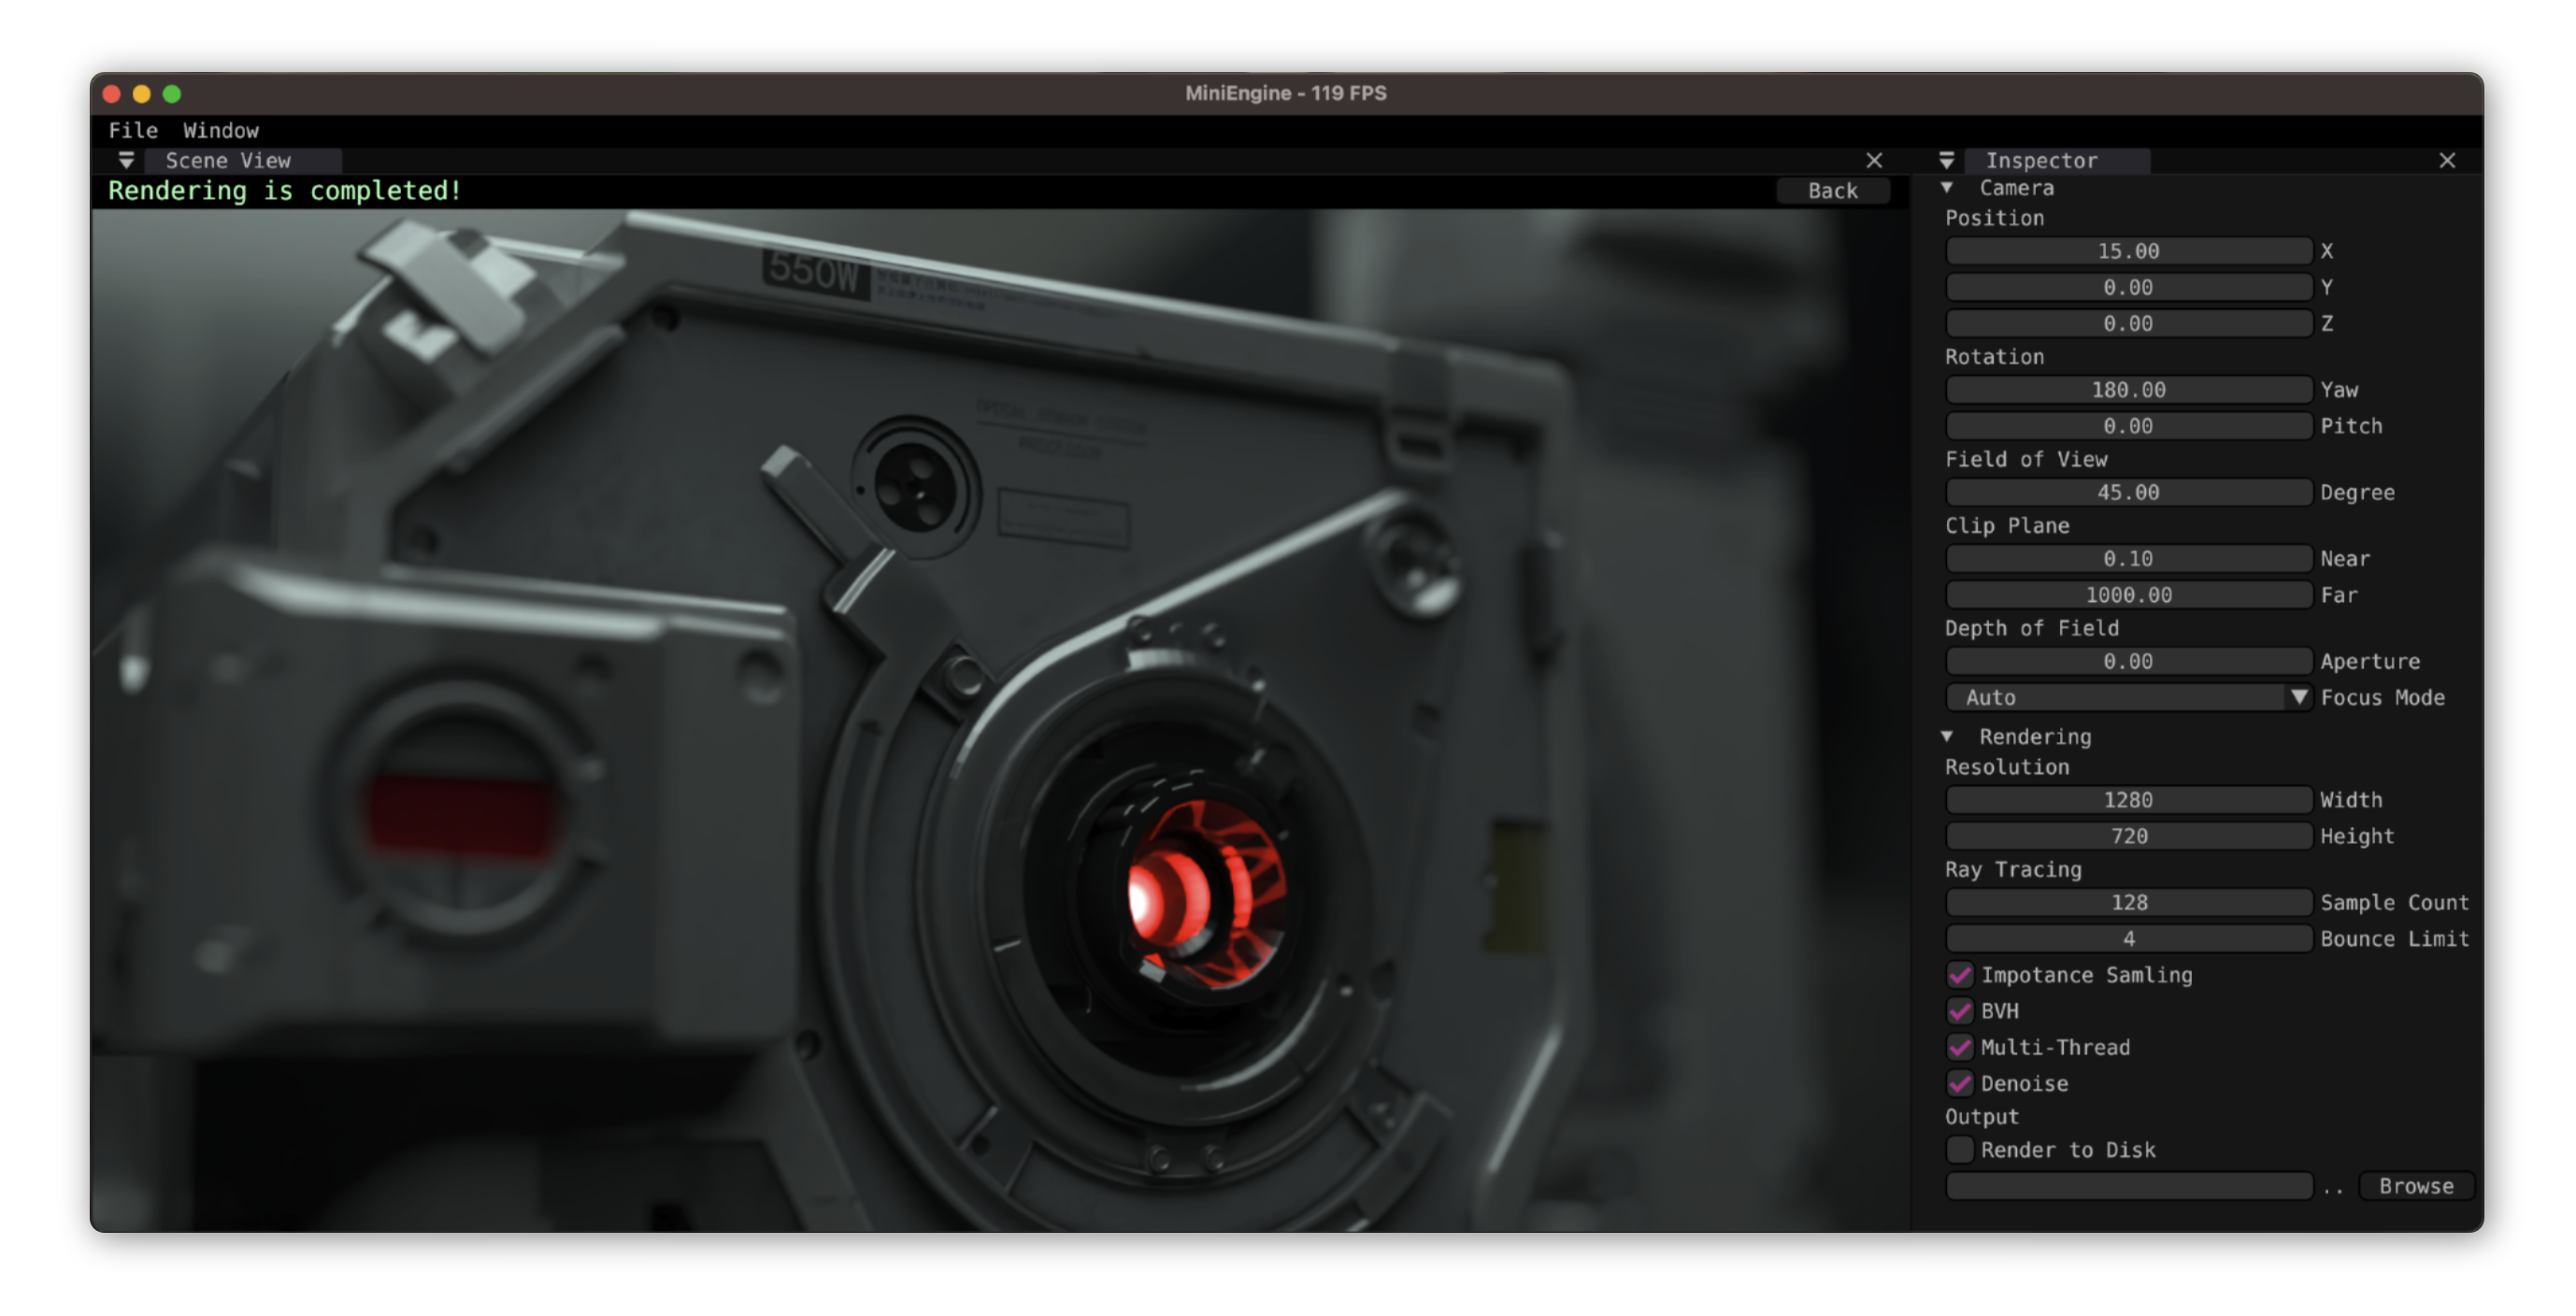 MiniEngine - 119 FPS
File Window
Scene View
Rendering is completed!
Back
550W
OPTICAL SENSOR SYSTEM
PROCESSOR
Inspector
Camera
Position
15.00 X
0.00 Y
0.00 Z
Rotation
180.00 Yaw
0.00 Pitch
Field of View
45.00 Degree
Clip Plane
0.10 Near
1000.00 Far
Depth of Field
0.00 Aperture
Auto Focus Mode
Rendering
Resolution
1280 Width
720 Height
Ray Tracing
128 Sample Count
4 Bounce Limit
Impotance Samling
BVH
Multi-Thread
Denoise
Output
Render to Disk
.. Browse